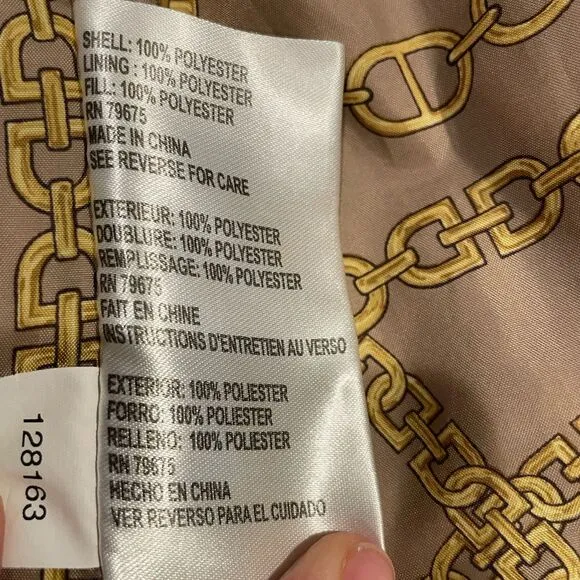 SHELL: 100% POLYESTER
LINING : 100% POLYESTER
FILL: 100% POLYESTER
RN 79675
MADE IN CHINA
SEE REVERSE FOR CARE
EXTERIEUR: 100% POLYESTER
DOUBLURE: 100% POLYESTER
REMPLISSAGE: 100% POLYESTER
RN 79675
FAIT EN CHINE
INSTRUCTIONS D'ENTRETIEN AU VERSO
EXTERIOR: 100% POLIESTER
FORRO: 100% POLIESTER
RELLENO: 100% POLIESTER
RN 79675
HECHO EN CHINA
VER REVERSO PARA EL CUIDADO
128163